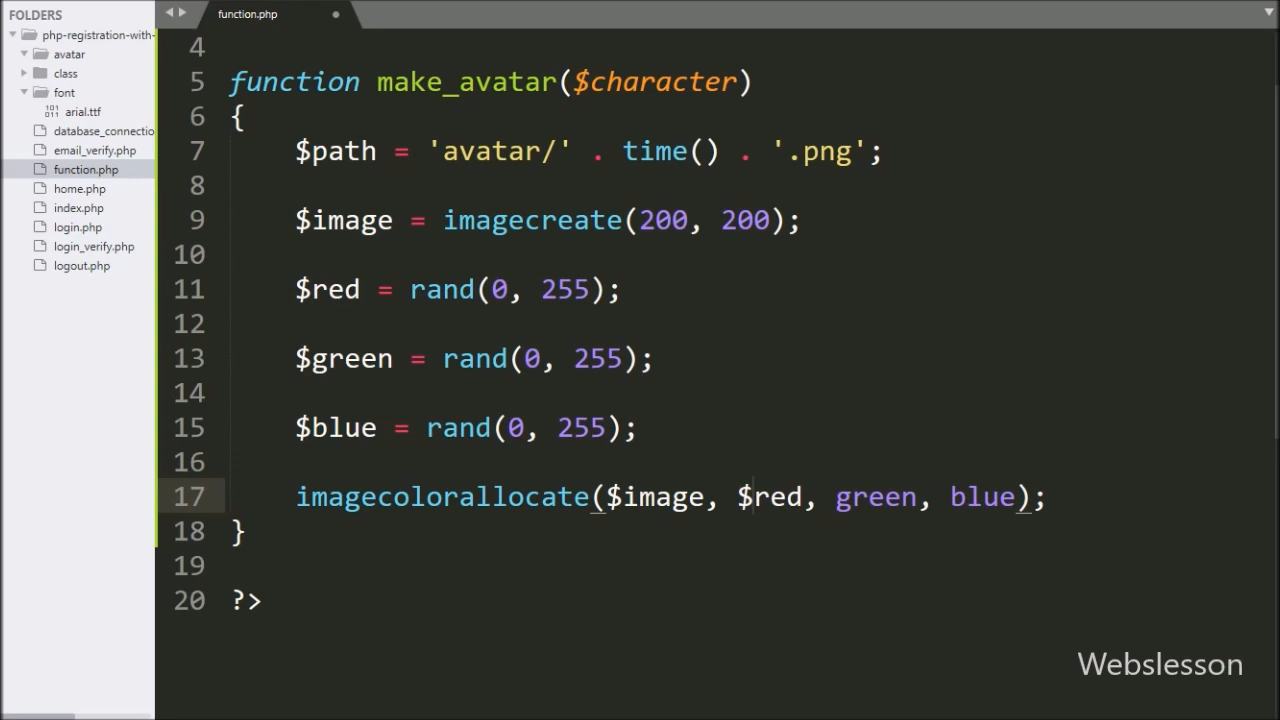 FOLDERS
php-registration-with-
avatar
class
font
arial.ttf
database_connectio
email_verify.php
function.php
home.php
index.php
login.php
login_verify.php
logout.php
function.php
4
5 function make_avatar($character)
6 {
7 $path = 'avatar/' . time() . '.png';
8
9 $image = imagecreate(200, 200);
10
11 $red = rand(0, 255);
12
13 $green = rand(0, 255);
14
15 $blue = rand(0, 255);
16
17 imagecolorallocate($image, $red, green, blue);
18 }
19
20 ?>
Webslesson